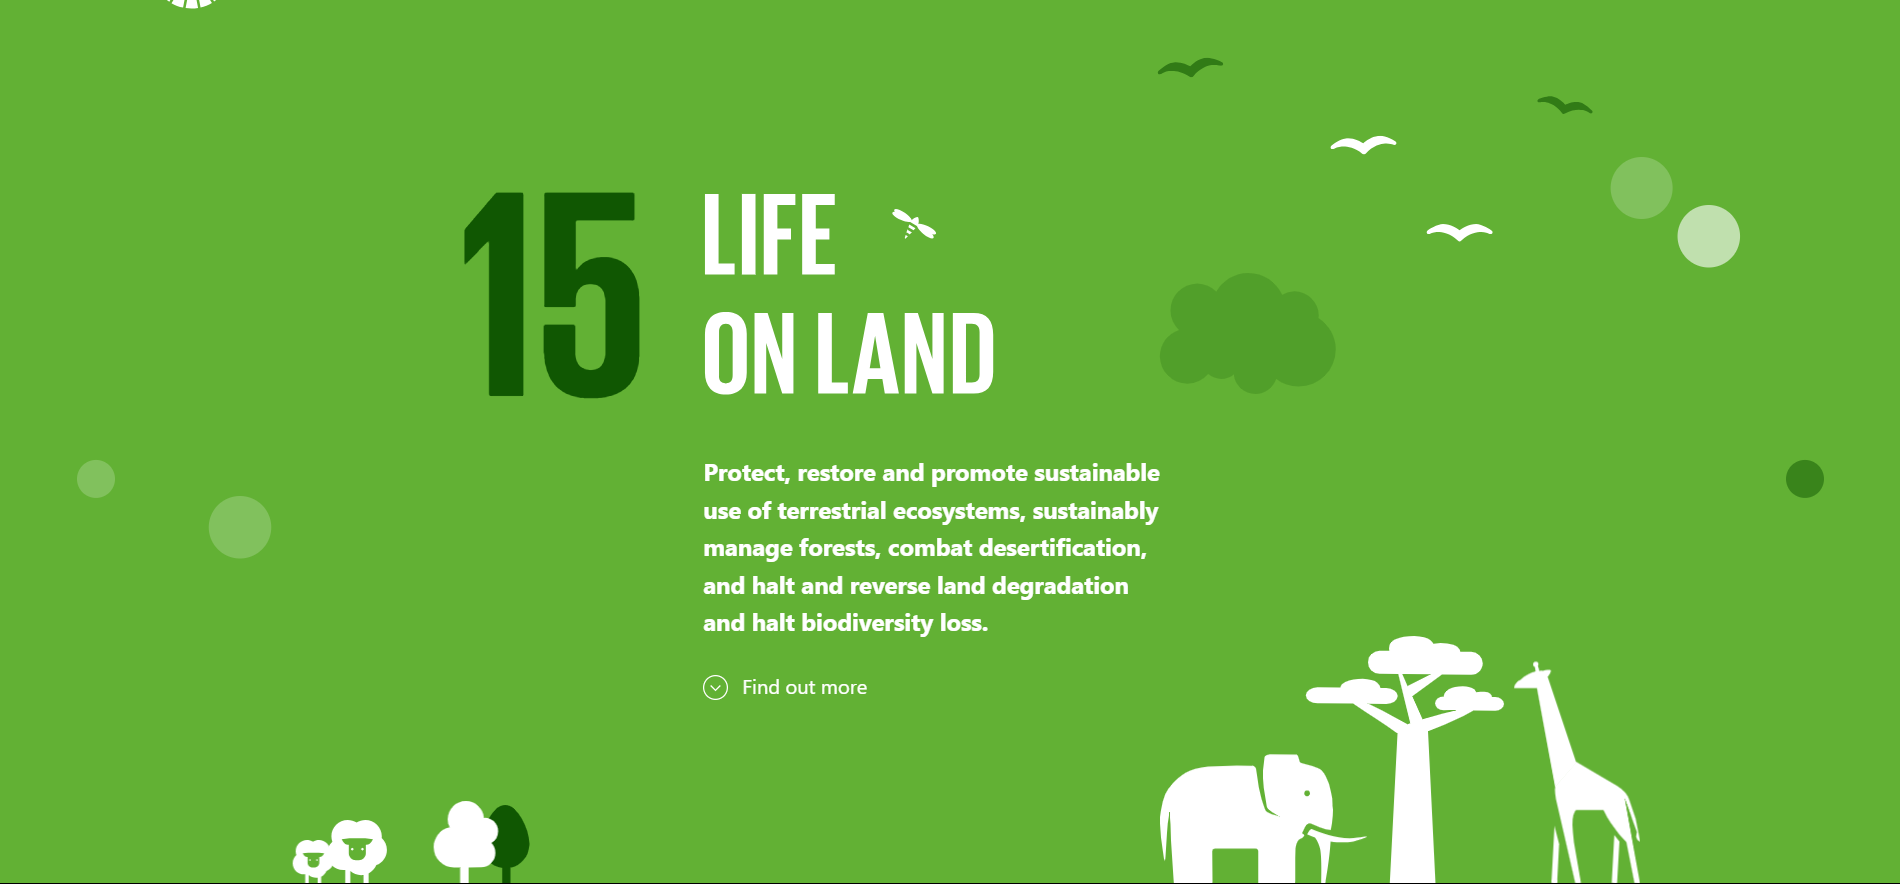 15
LIFE
ON LAND
Protect, restore and promote sustainable
use of terrestrial ecosystems, sustainably
manage forests, combat desertification,
and halt and reverse land degradation
and halt biodiversity loss.
Find out more